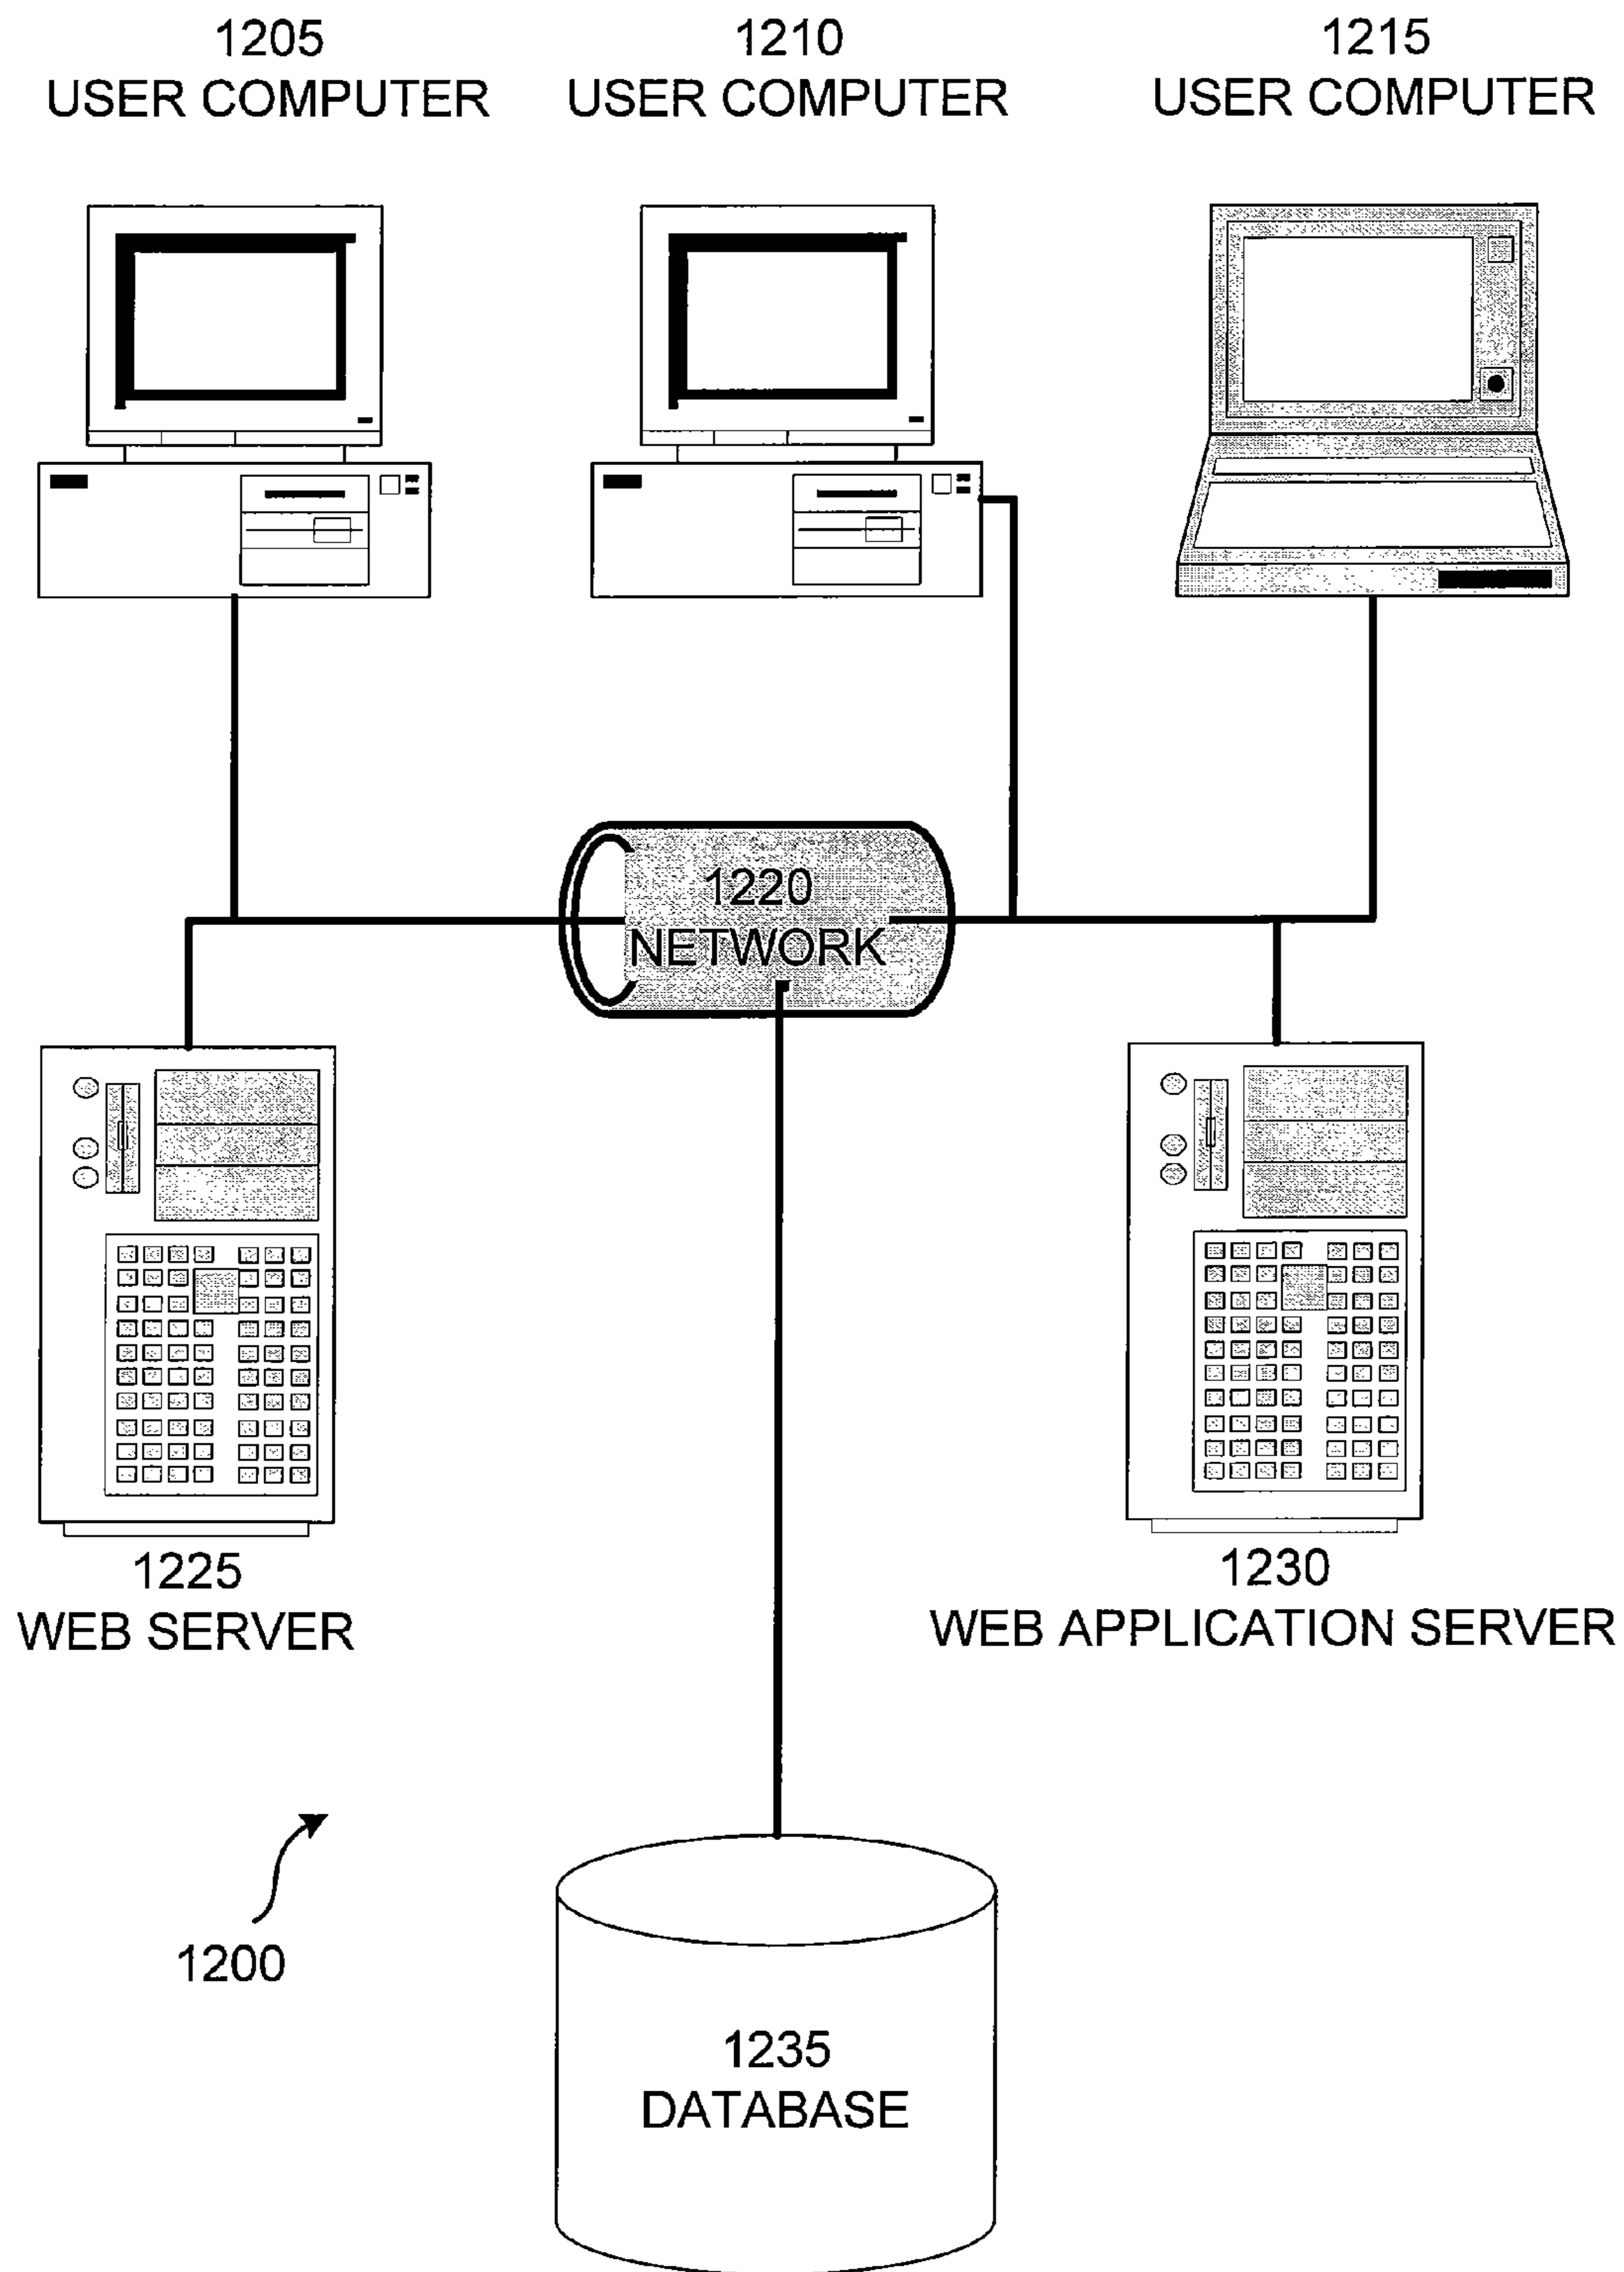 1205
USER COMPUTER
1210
USER COMPUTER
1215
USER COMPUTER
1220
NETWORK
1225
WEB SERVER
1230
WEB APPLICATION SERVER
1200
1235
DATABASE